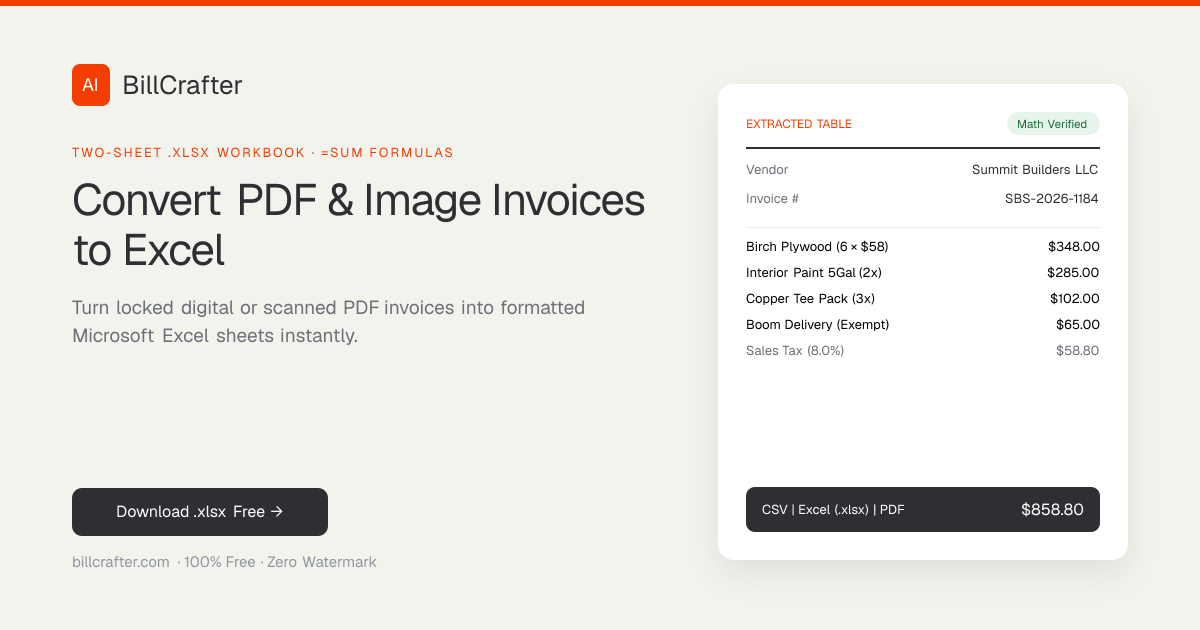 AI BillCrafter
TWO-SHEET .XLSX WORKBOOK · =SUM FORMULAS
Convert PDF & Image Invoices
to Excel
Turn locked digital or scanned PDF invoices into formatted
Microsoft Excel sheets instantly.
Download .xlsx Free →
billcrafter.com · 100% Free · Zero Watermark
EXTRACTED TABLE Math Verified
Vendor Summit Builders LLC
Invoice # SBS-2026-1184
Birch Plywood (6 × $58) $348.00
Interior Paint 5Gal (2x) $285.00
Copper Tee Pack (3x) $102.00
Boom Delivery (Exempt) $65.00
Sales Tax (8.0%) $58.80
CSV | Excel (.xlsx) | PDF $858.80